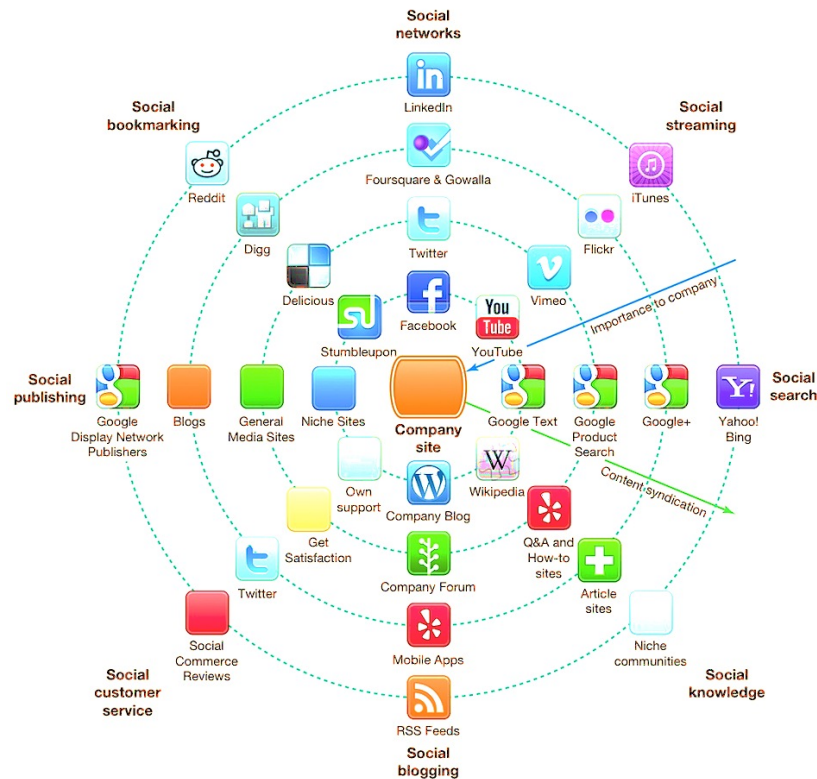 Social
networks
in
LinkedIn
Social
bookmarking
Social
streaming
Reddit
Foursquare & Gowalla
iTunes
Digg
Twitter
Flickr
Delicious
Facebook
You
Tube
YouTube
Vimeo
Importance to company
Stumbleupon
Social
publishing
Google
Display Network
Publishers
Blogs
General
Media Sites
Niche Sites
Company
site
Google Text
Google
Product
Search
Google+
Y!
Yahoo!
Bing
Social
search
Own
support
W
Company Blog
W
Wikipedia
Content syndication
Get
Satisfaction
Company Forum
Q&A and
How-to
sites
Twitter
Mobile Apps
Article
sites
Social
Commerce
Reviews
Niche
communities
Social
customer
service
RSS Feeds
Social
knowledge
Social
blogging